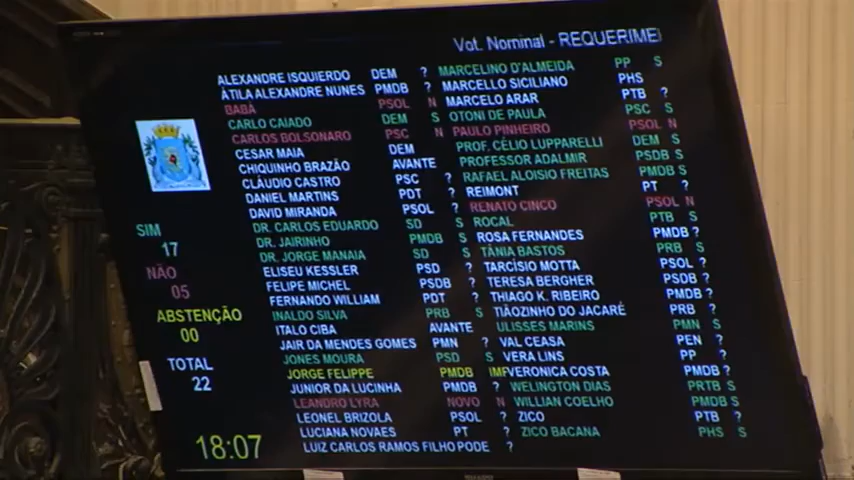 Vot. Nominal - REQUERIME
ALEXANDRE ISQUIERDO DEM ?
ÁTILA ALEXANDRE NUNES PMDB ?
BABÁ PSOL N
CARLO CAIADO DEM S
CARLOS BOLSONARO PSC N
CESAR MAIA DEM
CHIQUINHO BRAZÃO AVANTE
CLÁUDIO CASTRO PSC ?
DANIEL MARTINS PDT ?
DAVID MIRANDA PSOL ?
DR. CARLOS EDUARDO SD S
DR. JAIRINHO PMDB S
DR. JORGE MANAIA SD S
ELISEU KESSLER PSD ?
FELIPE MICHEL PSDB ?
FERNANDO WILLIAM PDT ?
INALDO SILVA PRB S
ITALO CIBA AVANTE
JAIR DA MENDES GOMES PMN ?
JONES MOURA PSD S
JORGE FELIPPE PMDB IMP
JUNIOR DA LUCINHA PMDB ?
LEANDRO LYRA NOVO N
LEONEL BRIZOLA PSOL ?
LUCIANA NOVAES PT ?
LUIZ CARLOS RAMOS FILHO PODE ?
MARCELINO D'ALMEIDA PP S
MARCELLO SICILIANO PHS
MARCELO ARAR PTB ?
OTONI DE PAULA PSC S
PAULO PINHEIRO PSOL N
PROF. CÉLIO LUPPARELLI DEM S
PROFESSOR ADALMIR PSDB S
RAFAEL ALOISIO FREITAS PMDB S
REIMONT PT ?
RENATO CINCO PSOL N
ROCAL PTB S
ROSA FERNANDES PMDB ?
TÂNIA BASTOS PRB S
TARCÍSIO MOTTA PSOL ?
TERESA BERGHER PSDB ?
THIAGO K. RIBEIRO PMDB ?
TIÃOZINHO DO JACARÉ PRB ?
ULISSES MARINS PMN S
VAL CEASA PEN ?
VERA LINS PP ?
VERONICA COSTA PMDB ?
WELINGTON DIAS PRTB S
WILLIAN COELHO PMDB S
ZICO PTB ?
ZICO BACANA PHS S
SIM
17
NÃO
05
ABSTENÇÃO
00
TOTAL
22
18:07